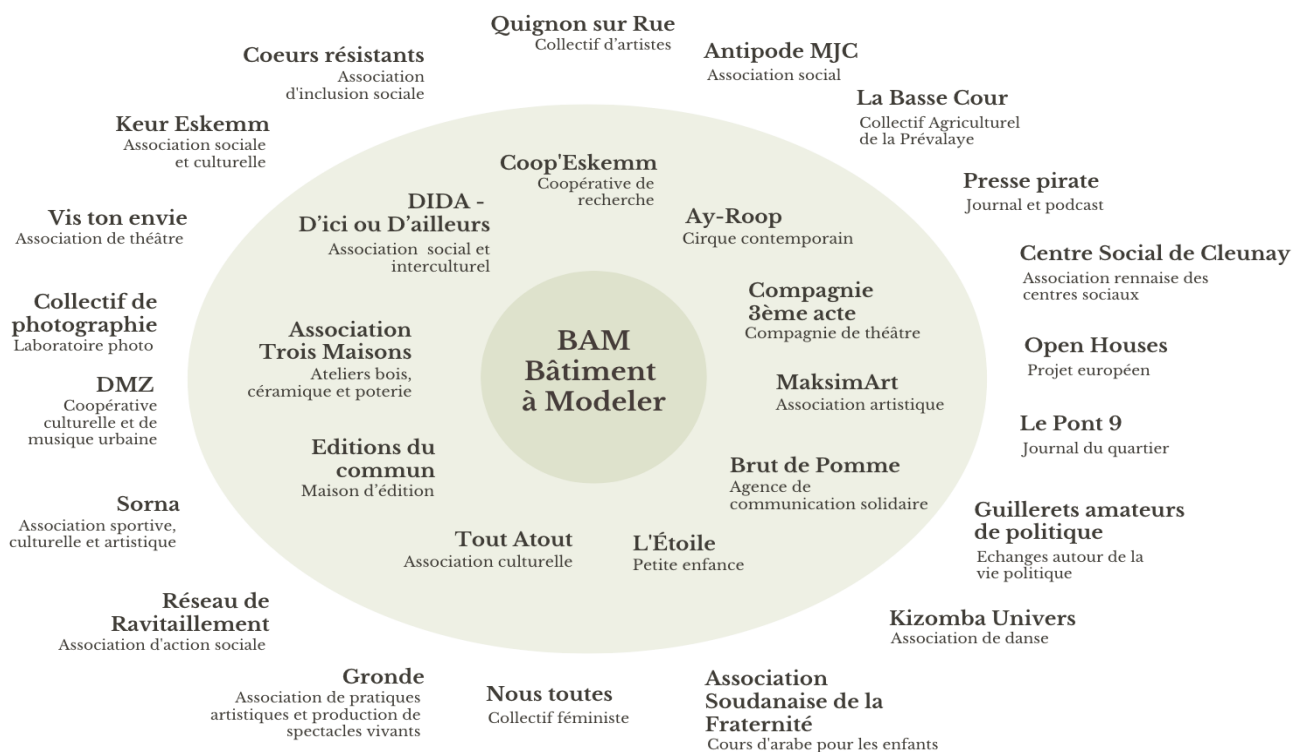 Quignon sur Rue
Collectif d'artistes
Coeurs résistants
Association
d'inclusion sociale
Antipode MJC
Association social
La Basse Cour
Collectif Agriculturel
de la Prévalaye
Keur Eskemm
Association sociale
et culturelle
Coop'Eskemm
Coopérative de
recherche
Presse pirate
Journal et podcast
DIDA -
D'ici ou D'ailleurs
Association social et
interculturel
Ay-Roop
Cirque contemporain
Vis ton envie
Association de théâtre
Centre Social de Cleunay
Association rennaise des
centres sociaux
Collectif de
photographie
Laboratoire photo
Association
Trois Maisons
Ateliers bois,
céramique et poterie
BAM
Bâtiment
à Modeler
Compagnie
3ème acte
Compagnie de théâtre
Open Houses
Projet européen
DMZ
Coopérative
culturelle et de
musique urbaine
MaksimArt
Association artistique
Le Pont 9
Journal du quartier
Editions du
commun
Maison d'édition
Brut de Pomme
Agence de
communication solidaire
Sorna
Association sportive,
culturelle et artistique
Guillerets amateurs
de politique
Echanges autour de la
vie politique
Tout Atout
Association culturelle
L'Étoile
Petite enfance
Réseau de
Ravitaillement
Association d'action sociale
Kizomba Univers
Association de danse
Gronde
Association de pratiques
artistiques et production de
spectacles vivants
Nous toutes
Collectif féministe
Association
Soudanaise de la
Fraternité
Cours d'arabe pour les enfants